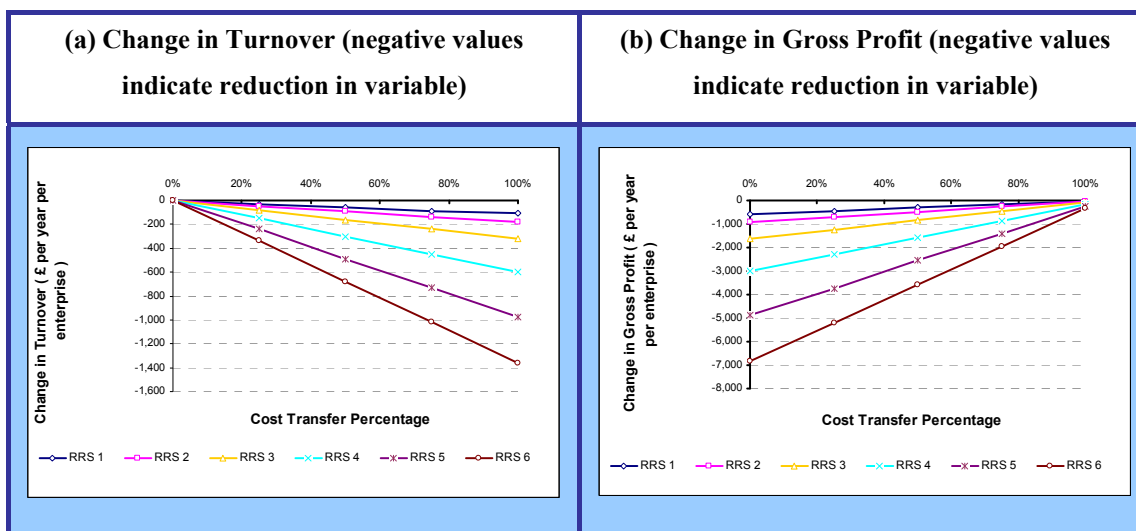 (a) Change in Turnover (negative values
indicate reduction in variable)
(b) Change in Gross Profit (negative values
indicate reduction in variable)
Change in Turnover ( £ per year per
enterprise )
0% 20% 40% 60% 80% 100%
0
-200
-400
-600
-800
-1,000
-1,200
-1,400
-1,600
Cost Transfer Percentage
RRS 1 RRS 2 RRS 3 RRS 4 RRS 5 RRS 6
Change in Gross Profit ( £ per year
per enterprise )
0% 20% 40% 60% 80% 100%
0
-1,000
-2,000
-3,000
-4,000
-5,000
-6,000
-7,000
-8,000
Cost Transfer Percentage
RRS 1 RRS 2 RRS 3 RRS 4 RRS 5 RRS 6